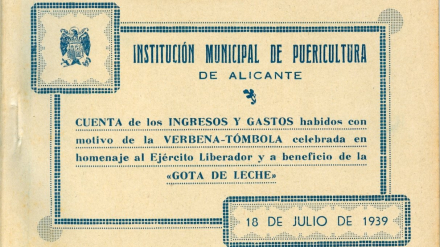 INSTITUCIÓN MUNICIPAL DE PUERICULTURA
DE ALICANTE
CUENTA de los INGRESOS Y GASTOS habidos con
motivo de la VERBENA-TÓMBOLA celebrada en
homenaje al Ejército Liberador y a beneficio de la
«GOTA DE LECHE»
18 DE JULIO DE 1939